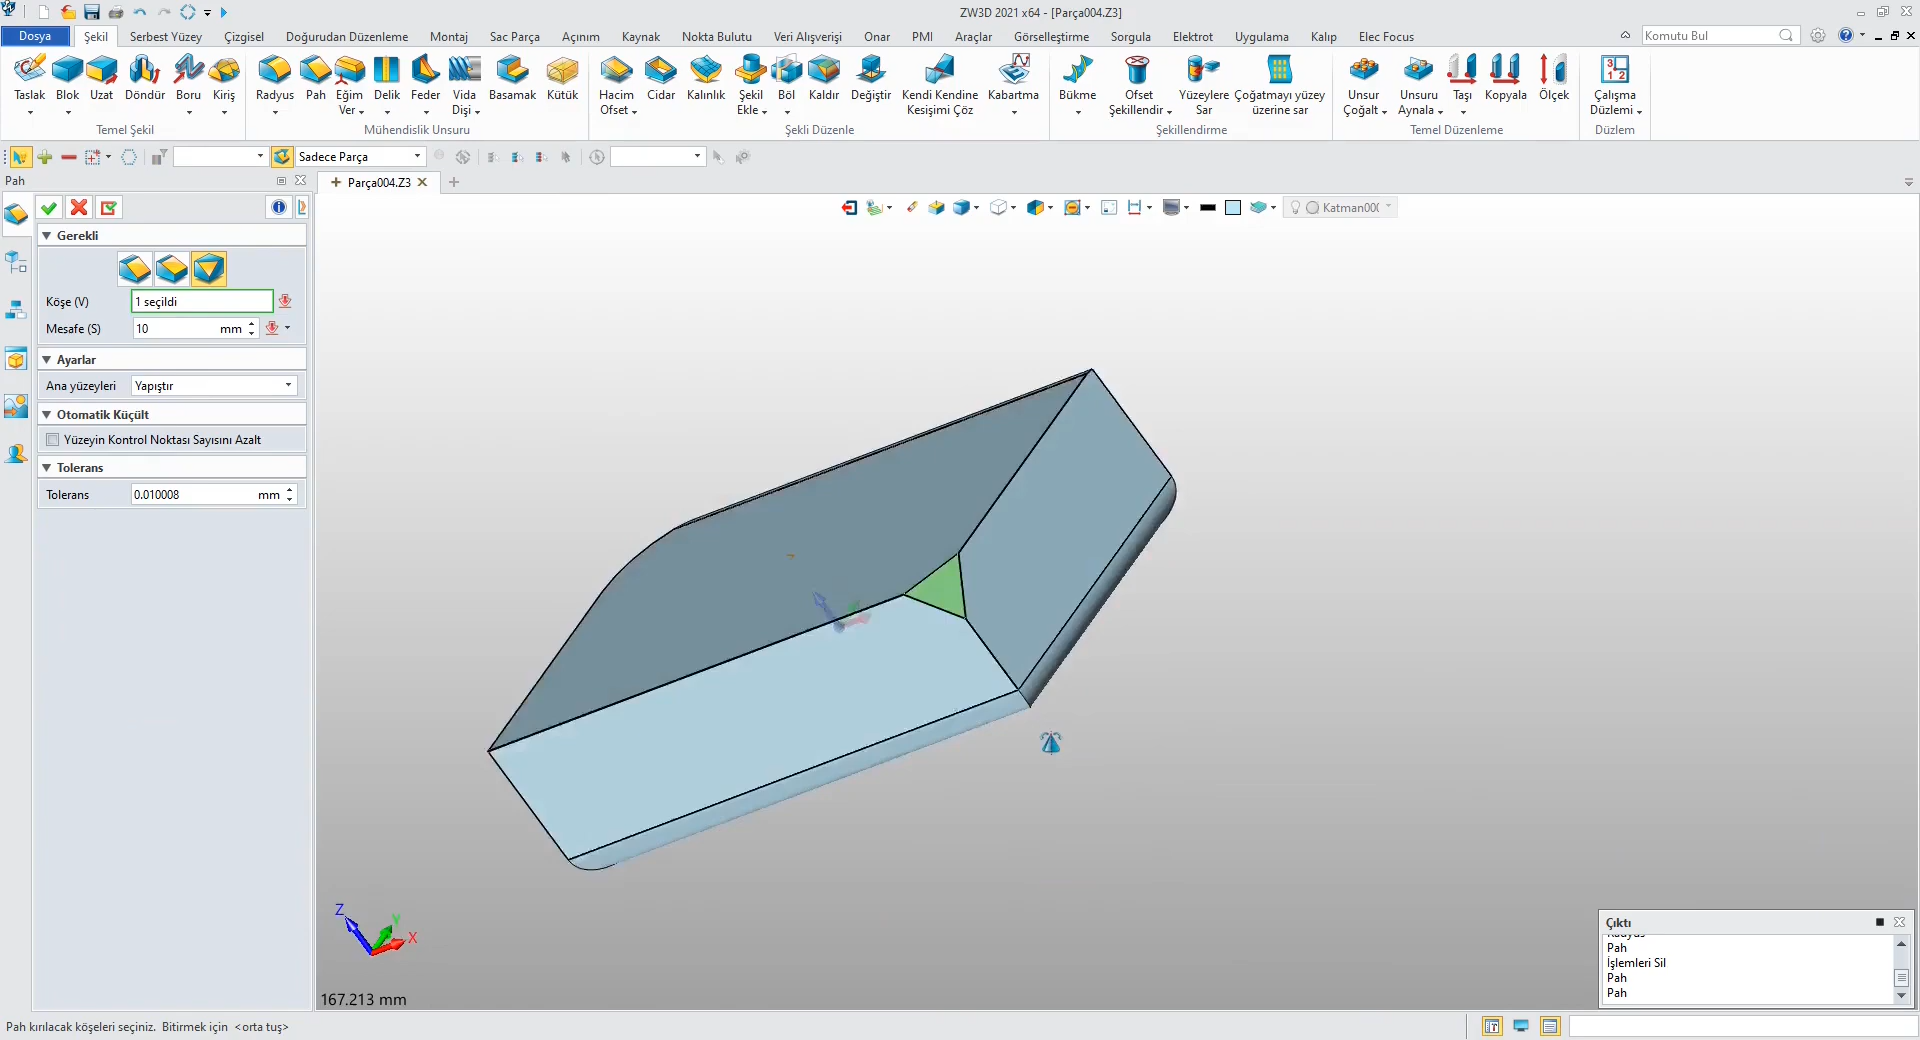 ZW3D 2021 x64 - [Parça004.Z3]
Dosya Şekil Serbest Yüzey Çizgisel Doğurudan Düzenleme Montaj Sac Parça Açınım Kaynak Nokta Bulutu Veri Alışverişi Onar PMI Araçlar Görselleştirme Sorgula Elektrot Uygulama Kalıp Elec Focus Komutu Bul
Taslak Blok Uzat Döndür Boru Kiriş
Temel Şekil
Radyus Pah Eğim Ver Delik Feder Vida Dişi Basamak Kütük
Mühendislik Unsuru
Hacim Ofset Cidar Kalınlık Şekil Ekle Böl Kaldır Değiştir Kendi Kendine Kesişimi Çöz Kabartma
Şekli Düzenle
Bükme Ofset Şekillendir Yüzeylere Sar Çoğatmayı yüzey üzerine sar
Şekillendirme
Unsur Çoğalt Unsuru Aynala Taşı Kopyala Ölçek
Temel Düzenleme
Çalışma Düzlemi
Düzlem
Sadece Parça
Pah
Parça004.Z3
Katman000
Gerekli
Köşe (V) 1 seçildi
Mesafe (S) 10 mm
Ayarlar
Ana yüzeyleri Yapıştır
Otomatik Küçült
Yüzeyin Kontrol Noktası Sayısını Azalt
Tolerans
Tolerans 0.010008 mm
Z
Y
X
167.213 mm
Çıktı
Radyus
Pah
İşlemleri Sil
Pah
Pah
Pah kırılacak köşeleri seçiniz. Bitirmek için <orta tuş>